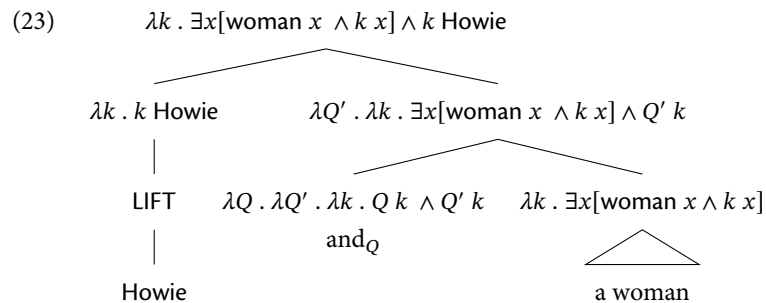 (23) λk . ∃x[woman x ∧ k x] ∧ k Howie
λk . k Howie λQ′ . λk . ∃x[woman x ∧ k x] ∧ Q′ k
LIFT λQ . λQ′ . λk . Q k ∧ Q′ k λk . ∃x[woman x ∧ k x]
and_Q
Howie a woman